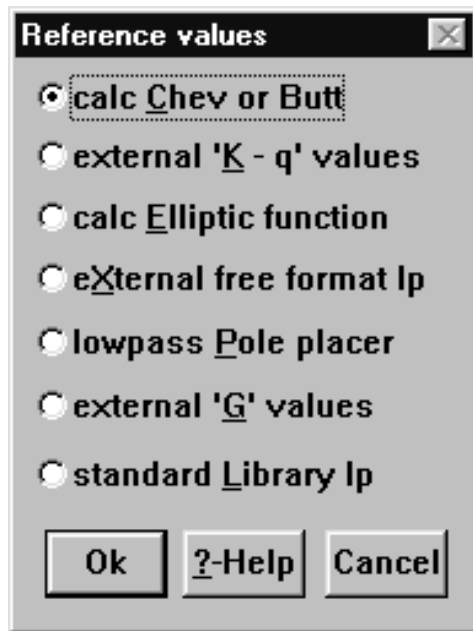 Reference values
calc Chev or Butt
external 'K - q' values
calc Elliptic function
eXternal free format lp
lowpass Pole placer
external 'G' values
standard Library lp
Ok ?-Help Cancel